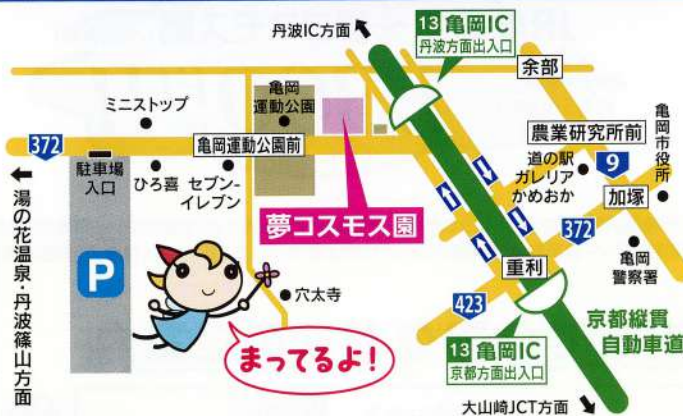 丹波IC方面
13 亀岡IC
丹波方面出入口
余部
ミニストップ
亀岡
運動公園
農業研究所前
亀岡市役所
372
亀岡運動公園前
道の駅
ガレリア
かめおか
9
駐車場
入口
ひろ喜
セブン-
イレブン
加塚
湯の花温泉・丹波篠山方面
夢コスモス園
372
P
重利
亀岡
警察署
穴太寺
423
京都縦貫
自動車道
まってるよ!
13 亀岡IC
京都方面出入口
大山崎JCT方面